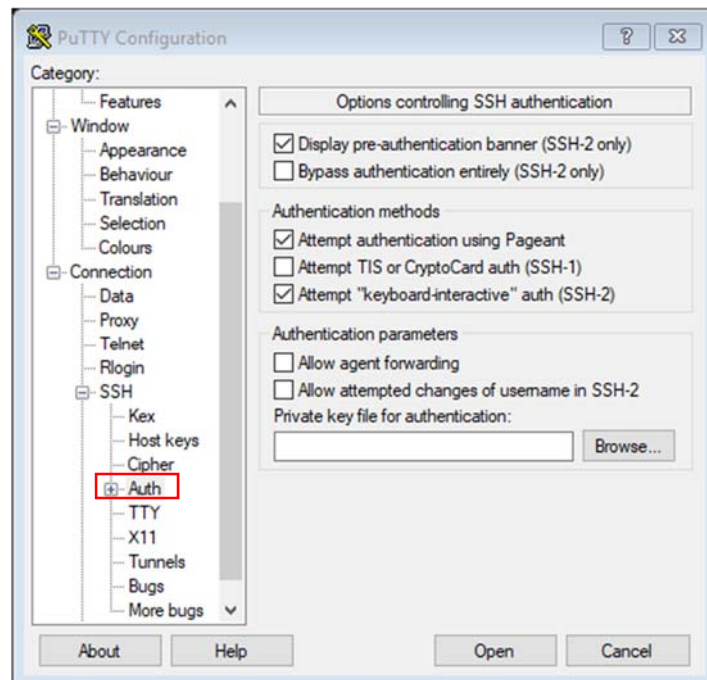 PuTTY Configuration
Category:
Features
Window
Appearance
Behaviour
Translation
Selection
Colours
Connection
Data
Proxy
Telnet
Rlogin
SSH
Kex
Host keys
Cipher
Auth
TTY
X11
Tunnels
Bugs
More bugs
Options controlling SSH authentication
Display pre-authentication banner (SSH-2 only)
Bypass authentication entirely (SSH-2 only)
Authentication methods
Attempt authentication using Pageant
Attempt TIS or CryptoCard auth (SSH-1)
Attempt "keyboard-interactive" auth (SSH-2)
Authentication parameters
Allow agent forwarding
Allow attempted changes of username in SSH-2
Private key file for authentication:
Browse...
About Help Open Cancel